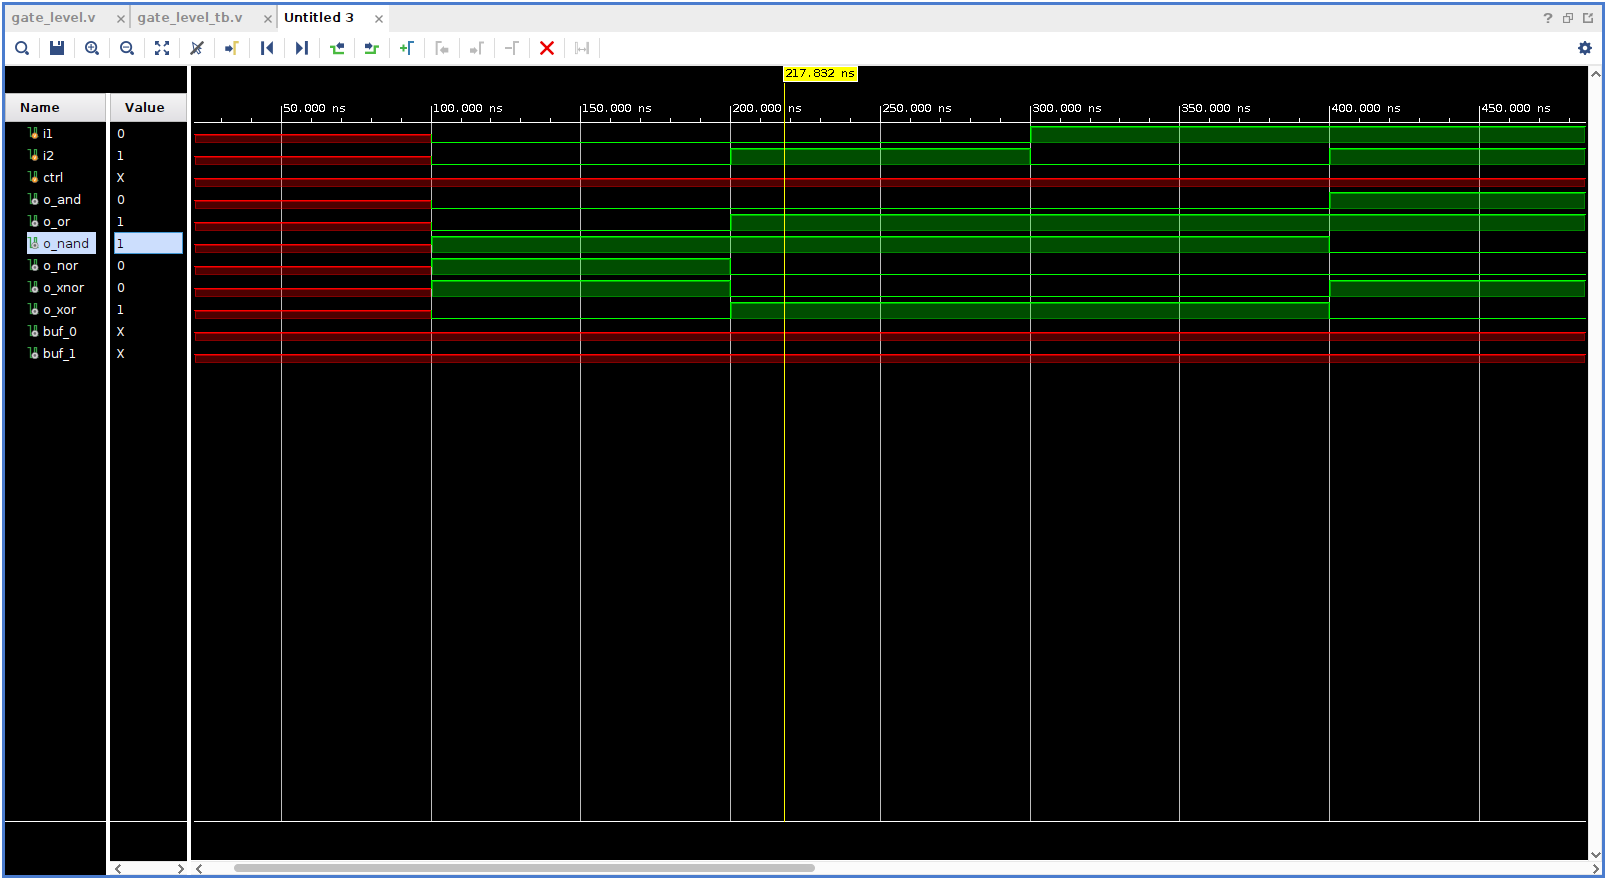 gate_level.v × gate_level_tb.v × Untitled 3 × ?
217.832 ns
Name Value 50.000 ns 100.000 ns 150.000 ns 200.000 ns 250.000 ns 300.000 ns 350.000 ns 400.000 ns 450.000 ns
i1 0
i2 1
ctrl X
o_and 0
o_or 1
o_nand 1
o_nor 0
o_xnor 0
o_xor 1
buf_0 X
buf_1 X